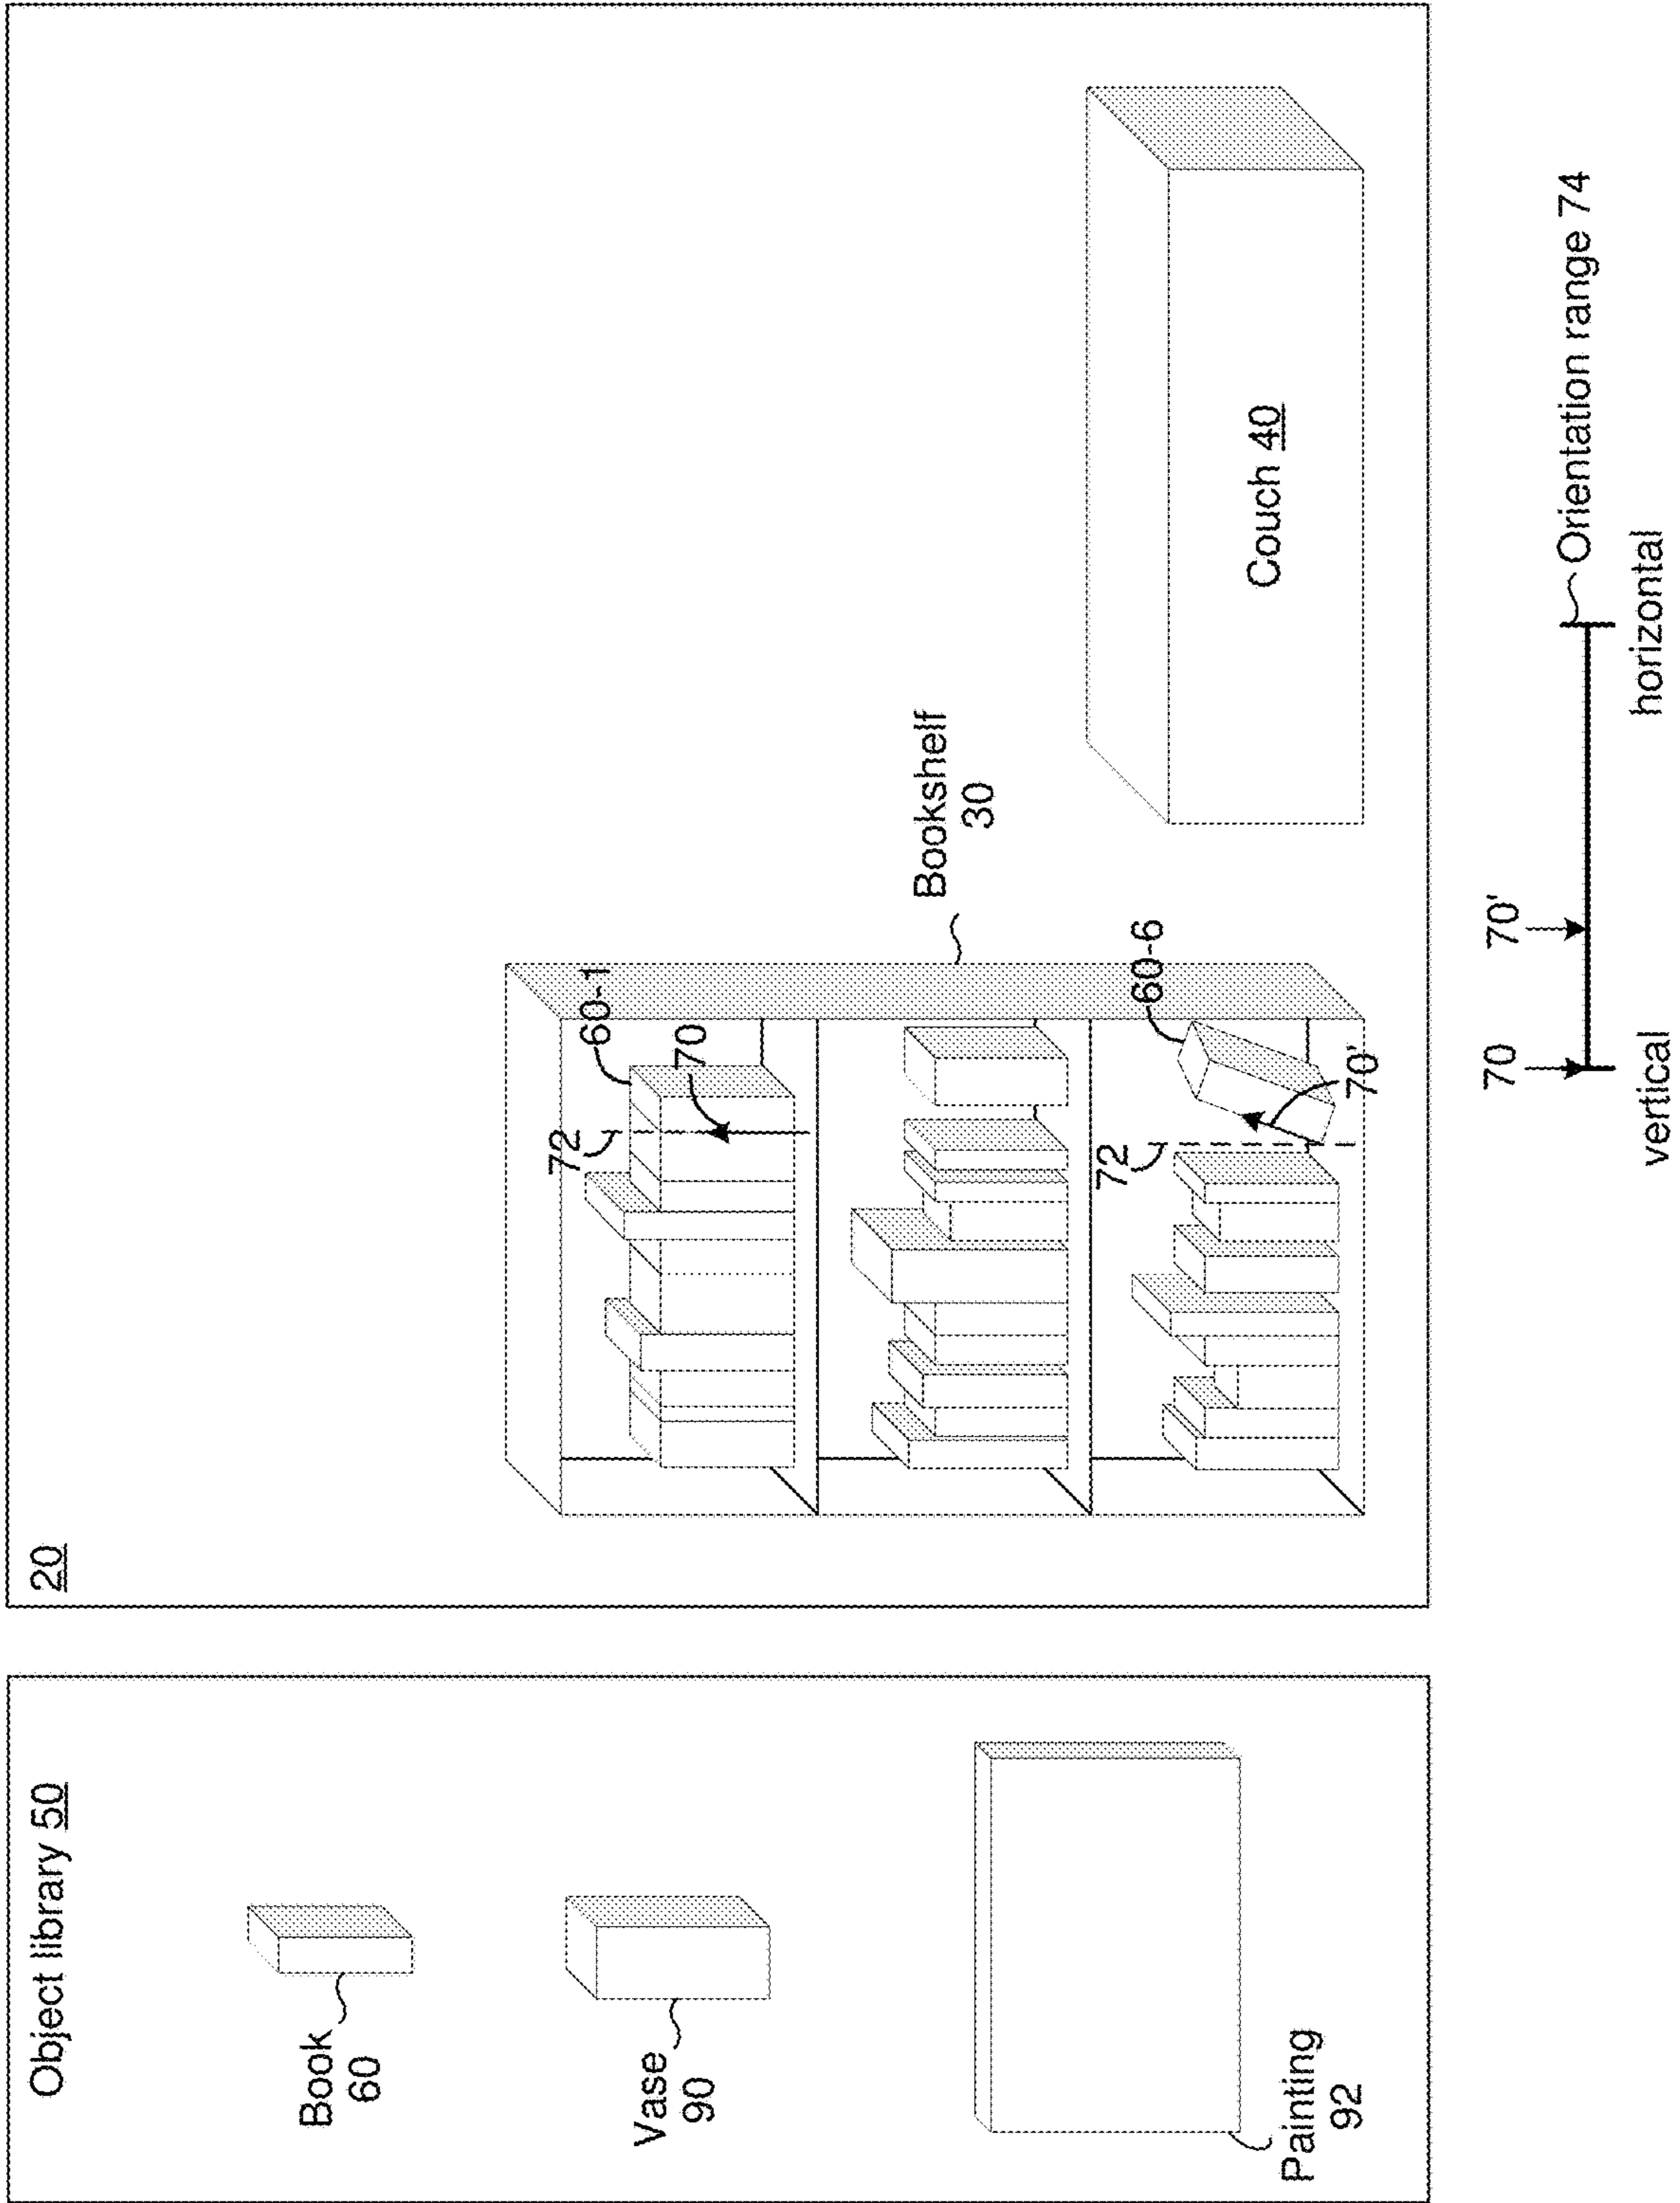 Object library 50
Book
60
Vase
90
Painting
92
20
72
60-1
70
Bookshelf
30
72
60-6
70'
Couch 40
70
70'
Orientation range 74
vertical
horizontal